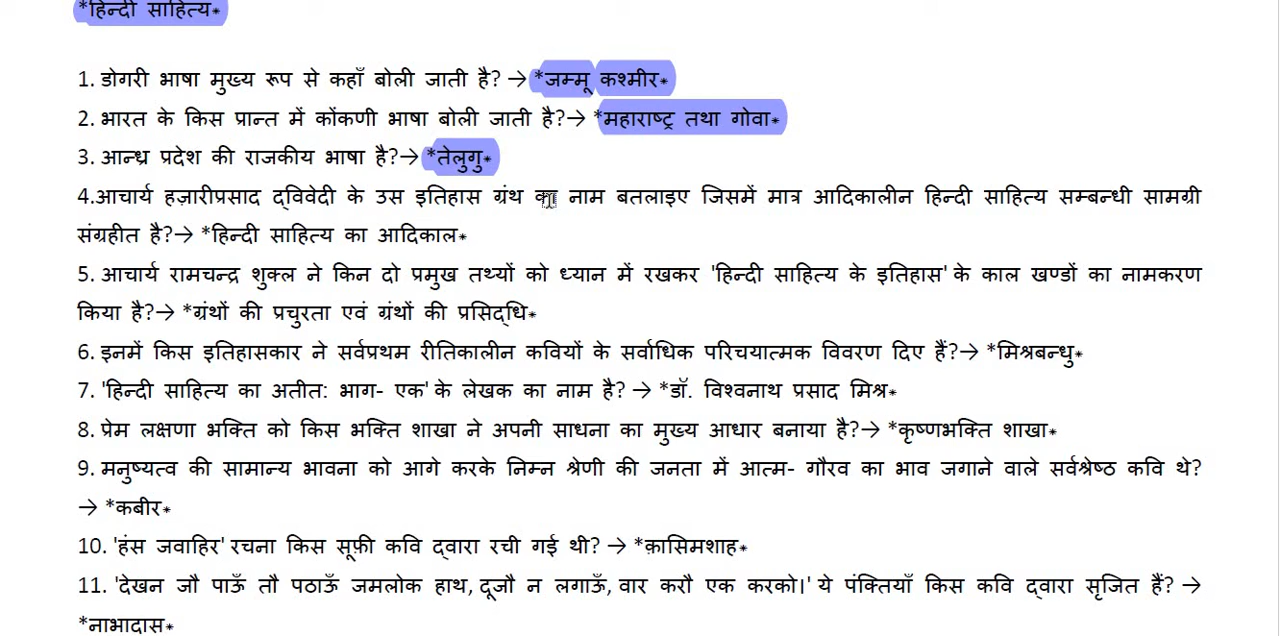 *हिन्दी साहित्य*
1. डोगरी भाषा मुख्य रूप से कहाँ बोली जाती है? → *जम्मू कश्मीर*
2. भारत के किस प्रान्त में कोंकणी भाषा बोली जाती है?→ *महाराष्ट्र तथा गोवा*
3. आन्ध्र प्रदेश की राजकीय भाषा है?→ *तेलुगु*
4.आचार्य हज़ारीप्रसाद द्विवेदी के उस इतिहास ग्रंथ का नाम बतलाइए जिसमें मात्र आदिकालीन हिन्दी साहित्य सम्बन्धी सामग्री
संग्रहीत है?→ *हिन्दी साहित्य का आदिकाल*
5. आचार्य रामचन्द्र शुक्ल ने किन दो प्रमुख तथ्यों को ध्यान में रखकर 'हिन्दी साहित्य के इतिहास' के काल खण्डों का नामकरण
किया है?→ *ग्रंथों की प्रचुरता एवं ग्रंथों की प्रसिद्धि*
6. इनमें किस इतिहासकार ने सर्वप्रथम रीतिकालीन कवियों के सर्वाधिक परिचयात्मक विवरण दिए हैं?→ *मिश्रबन्धु*
7. 'हिन्दी साहित्य का अतीत: भाग- एक' के लेखक का नाम है? → *डॉ. विश्वनाथ प्रसाद मिश्र*
8. प्रेम लक्षणा भक्ति को किस भक्ति शाखा ने अपनी साधना का मुख्य आधार बनाया है?→ *कृष्णभक्ति शाखा*
9. मनुष्यत्व की सामान्य भावना को आगे करके निम्न श्रेणी की जनता में आत्म- गौरव का भाव जगाने वाले सर्वश्रेष्ठ कवि थे?
→ *कबीर*
10. 'हंस जवाहिर' रचना किस सूफ़ी कवि द्वारा रची गई थी? → *क़ासिमशाह*
11. 'देखन जौ पाऊँ तौ पठाऊँ जमलोक हाथ, दूजौ न लगाऊँ, वार करौ एक करको।' ये पंक्तियाँ किस कवि द्वारा सृजित हैं? →
*नाभादास*